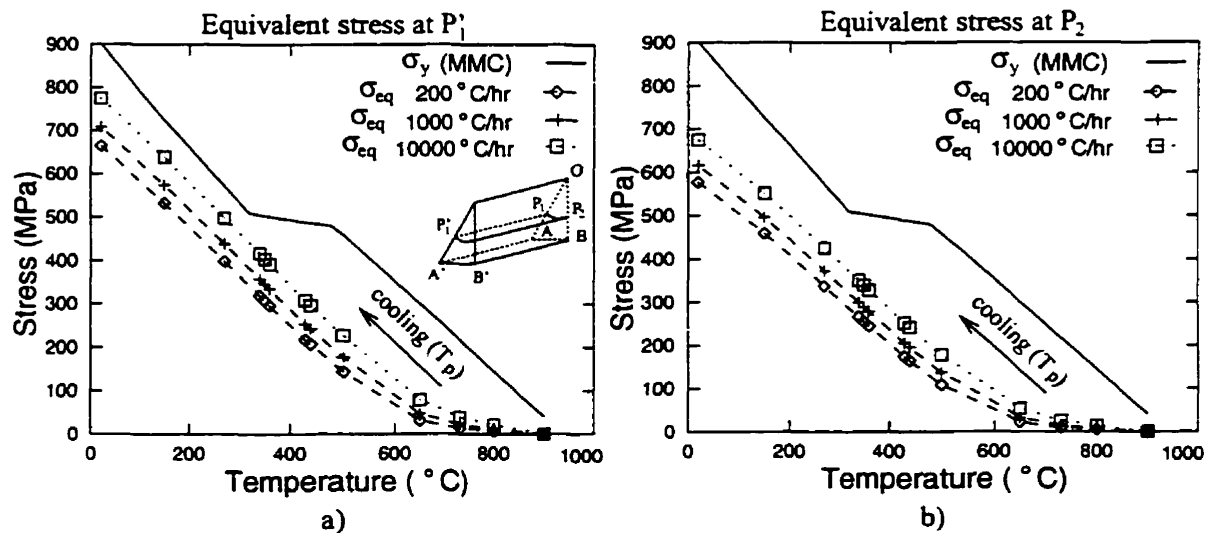 Equivalent stress at P'1
900
800
700
600
500
400
300
200
100
0
Stress (MPa)
σy (MMC)
σeq 200 °C/hr
σeq 1000 °C/hr
σeq 10000 °C/hr
O
P1
P'1
P2
A
B
A'
B'
cooling (Tp)
0 200 400 600 800 1000
Temperature (°C)
a)
Equivalent stress at P2
900
800
700
600
500
400
300
200
100
0
Stress (MPa)
σy (MMC)
σeq 200 °C/hr
σeq 1000 °C/hr
σeq 10000 °C/hr
cooling (Tp)
0 200 400 600 800 1000
Temperature (°C)
b)